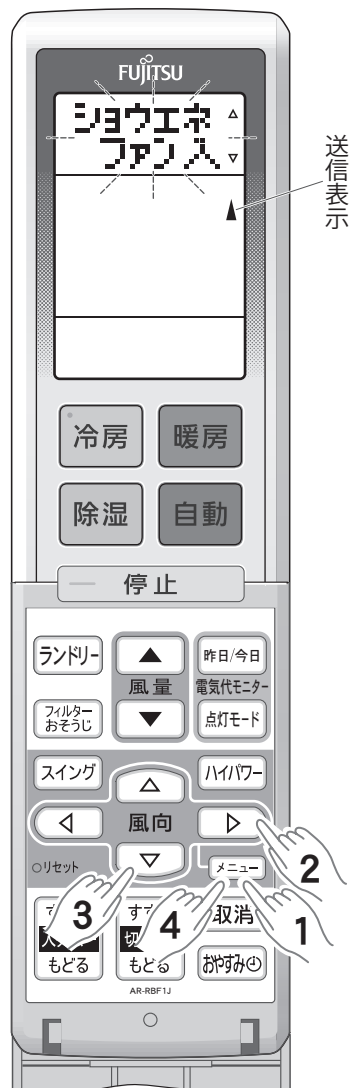 FUJITSU
ショウエネ
ファン 入
送信表示
冷房
暖房
除湿
自動
停止
ランドリー
風量
昨日/今日
電気代モニター
フィルター
おそうじ
点灯モード
スイング
ハイパワー
風向
○リセット
メニュー
2
3
4
1
取消
もどる
もどる
おやすみ
AR-RBF1J